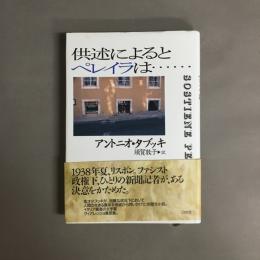 供述によると
ペレイラは……
SOSTIENE PE
アントニオ・タブッキ
須賀敦子◆訳
1938年夏、リスボン。ファシスト
政権下、ひとりの新聞記者が、ある
決意をかためた。